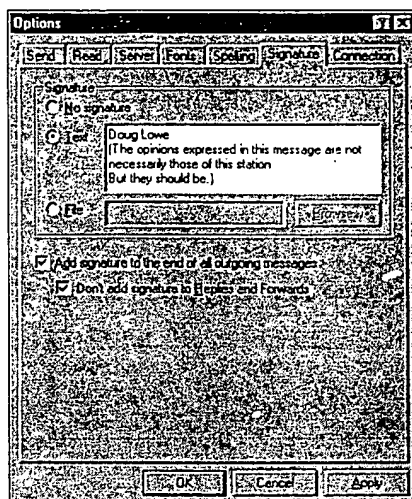 Options
Send Read Server Fonts Spelling Signature Connection
Signature
No signature
Text
Doug Lowe
(The opinions expressed in this message are not
necessarily those of this station
But they should be.)
File Browse...
Add signature to the end of all outgoing messages
Don't add signature to Replies and Forwards
OK Cancel Apply